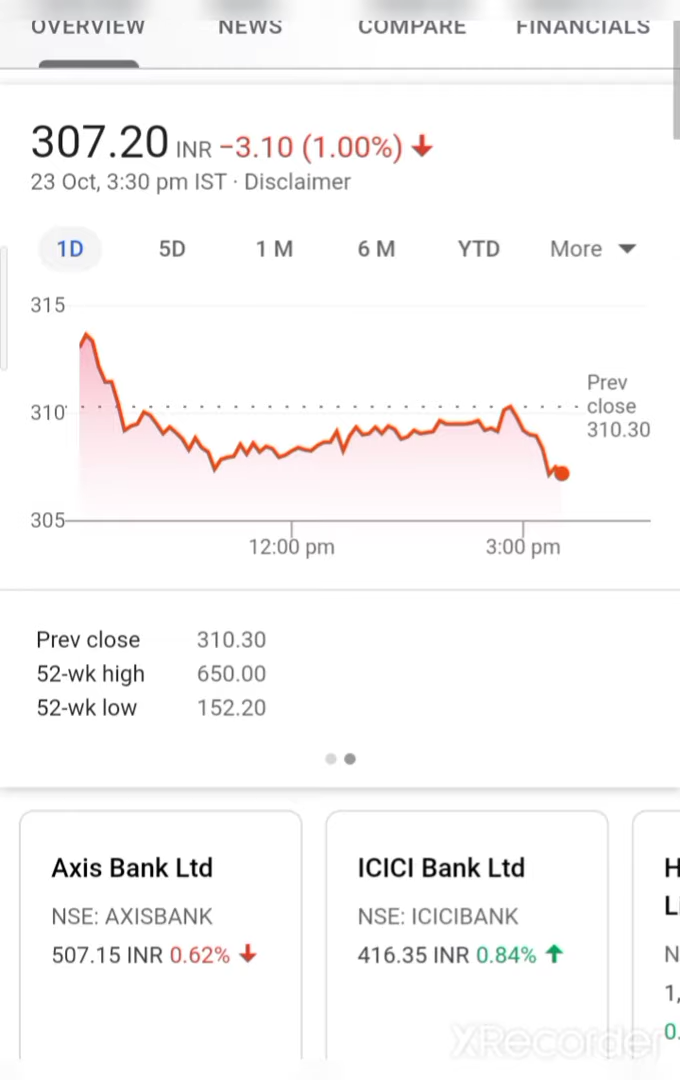 OVERVIEW NEWS COMPARE FINANCIALS
307.20 INR −3.10 (1.00%)
23 Oct, 3:30 pm IST · Disclaimer
1D 5D 1 M 6 M YTD More
315
310
305
Prev
close
310.30
12:00 pm 3:00 pm
Prev close 310.30
52-wk high 650.00
52-wk low 152.20
Axis Bank Ltd
NSE: AXISBANK
507.15 INR 0.62%
ICICI Bank Ltd
NSE: ICICIBANK
416.35 INR 0.84%
XRecorder